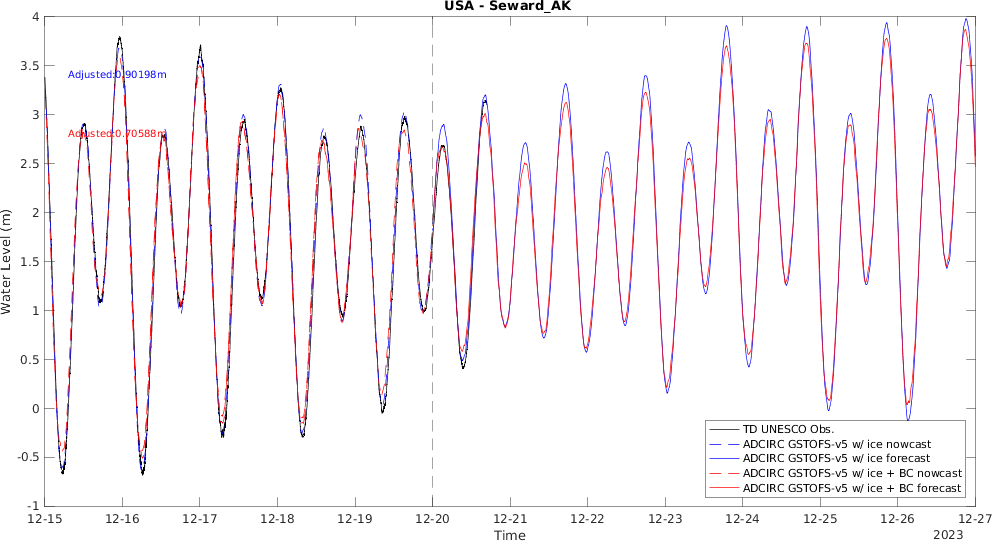 USA - Seward_AK
4
3.5
3
2.5
2
1.5
1
0.5
0
-0.5
-1
Water Level (m)
Adjusted:0.90198m
Adjusted:0.70588m
TD UNESCO Obs.
ADCIRC GSTOFS-v5 w/ ice nowcast
ADCIRC GSTOFS-v5 w/ ice forecast
ADCIRC GSTOFS-v5 w/ ice + BC nowcast
ADCIRC GSTOFS-v5 w/ ice + BC forecast
12-15 12-16 12-17 12-18 12-19 12-20 12-21 12-22 12-23 12-24 12-25 12-26 12-27
Time
2023